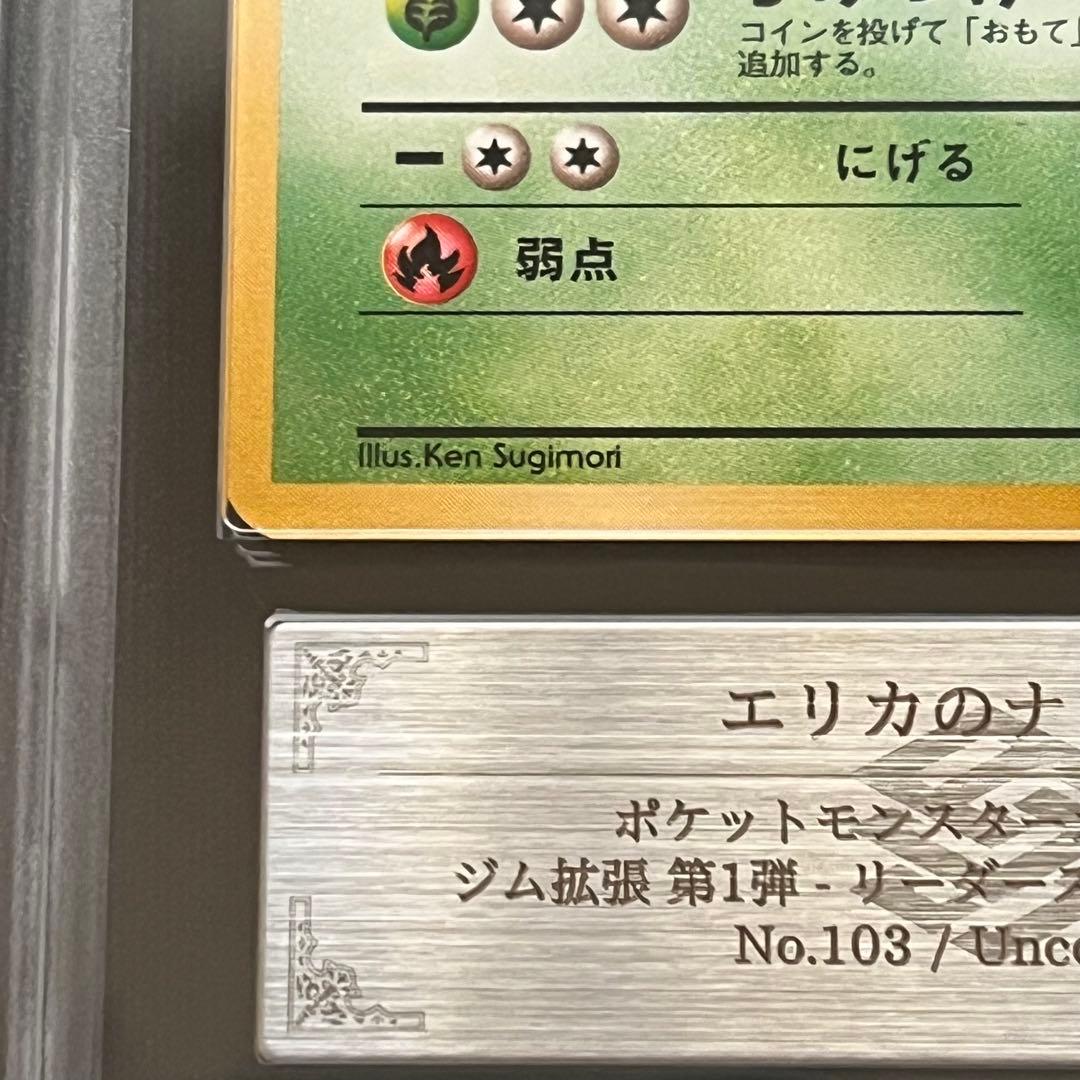 コインを投げて「おもて」
追加する。
にげる
弱点
Illus.Ken Sugimori
エリカのナ
ポケットモンスター
ジム拡張 第1弾 - リーダース
No.103 / Unco